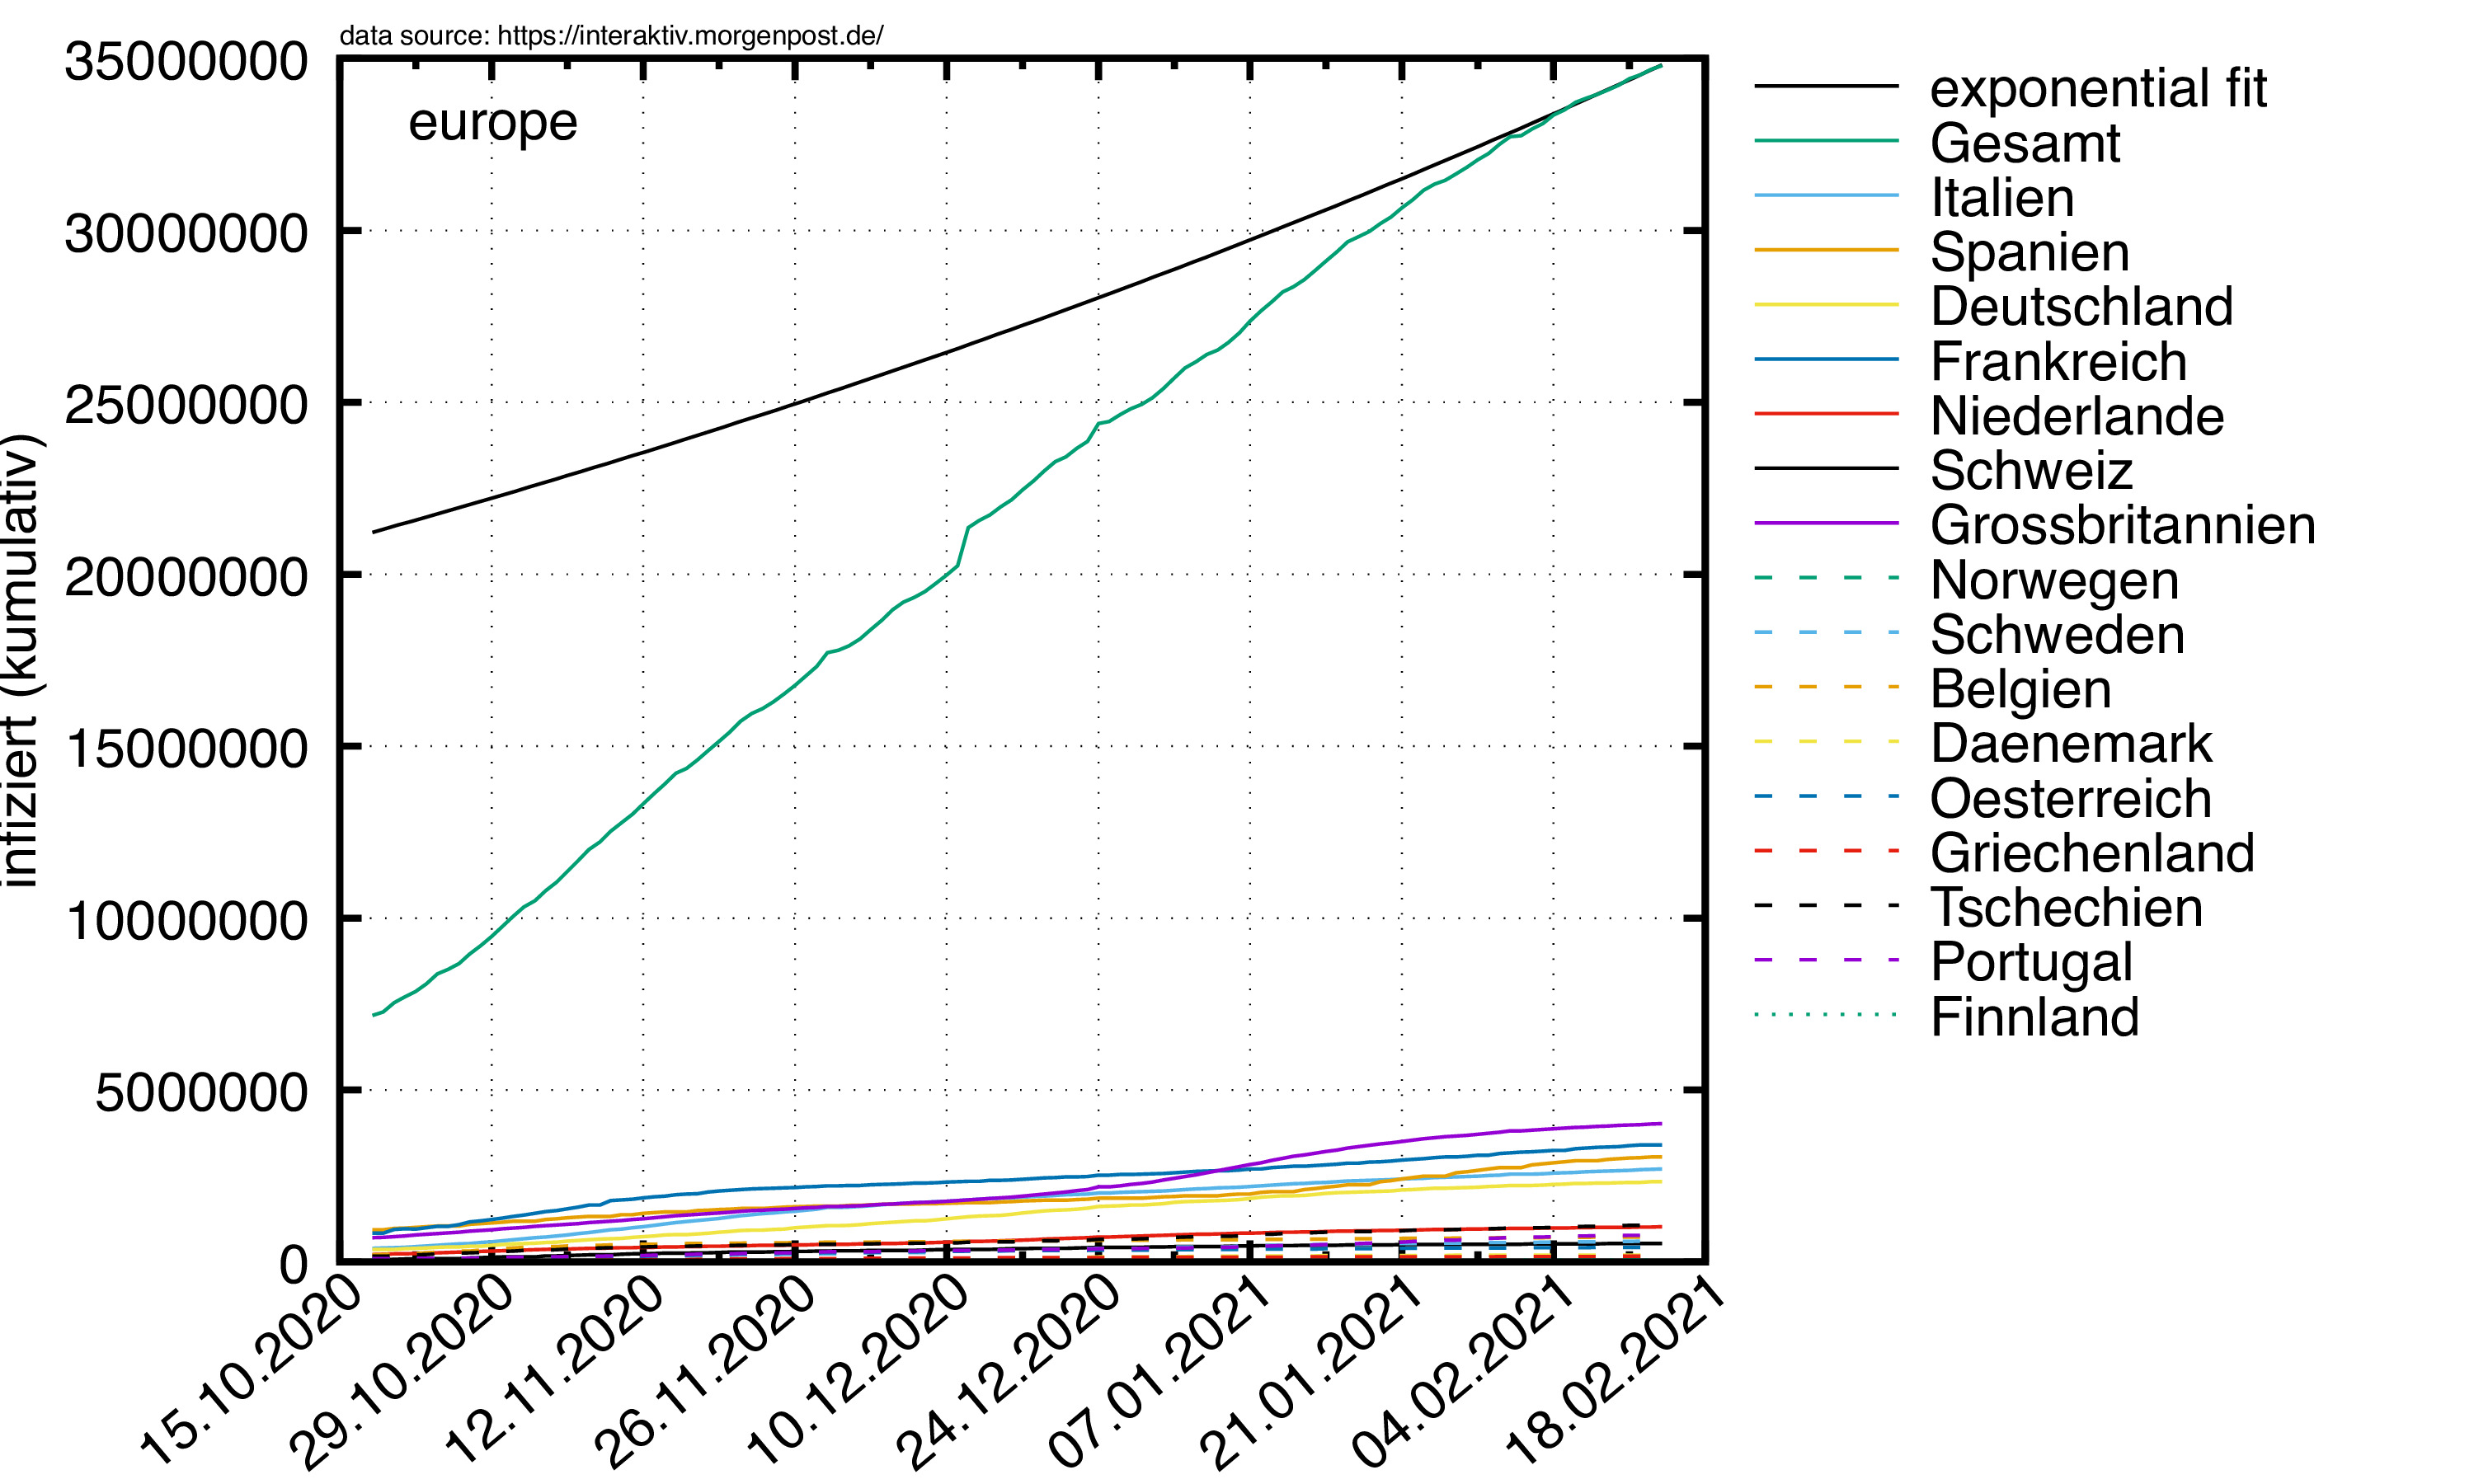 data source: https://interaktiv.morgenpost.de/
35000000
30000000
25000000
20000000
15000000
10000000
5000000
0
infiziert (kumulativ)
europe
15.10.2020
29.10.2020
12.11.2020
26.11.2020
10.12.2020
24.12.2020
07.01.2021
21.01.2021
04.02.2021
18.02.2021
exponential fit
Gesamt
Italien
Spanien
Deutschland
Frankreich
Niederlande
Schweiz
Grossbritannien
Norwegen
Schweden
Belgien
Daenemark
Oesterreich
Griechenland
Tschechien
Portugal
Finnland